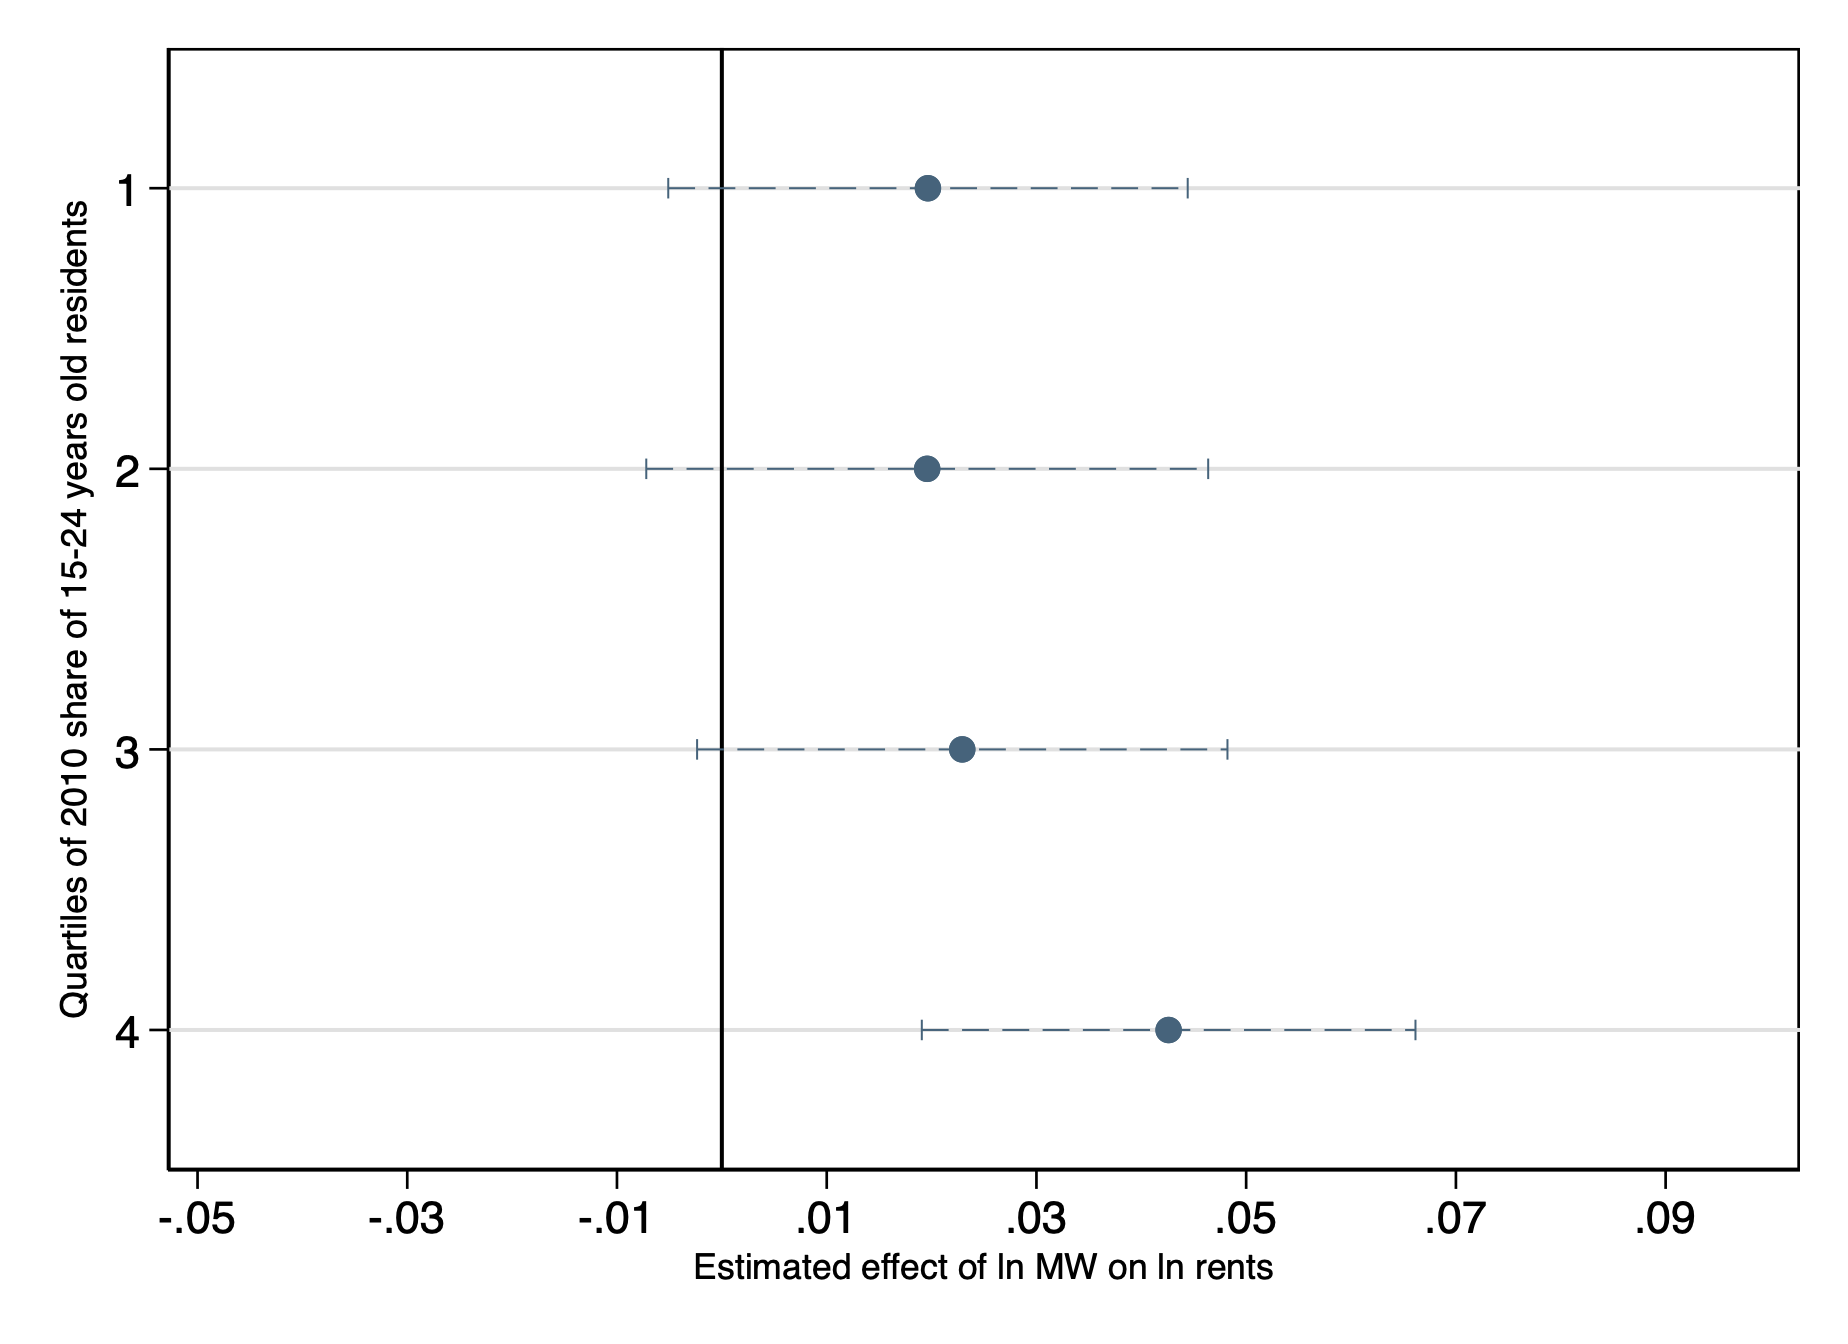 Quartiles of 2010 share of 15-24 years old residents
1
2
3
4
-.05 -.03 -.01 .01 .03 .05 .07 .09
Estimated effect of ln MW on ln rents